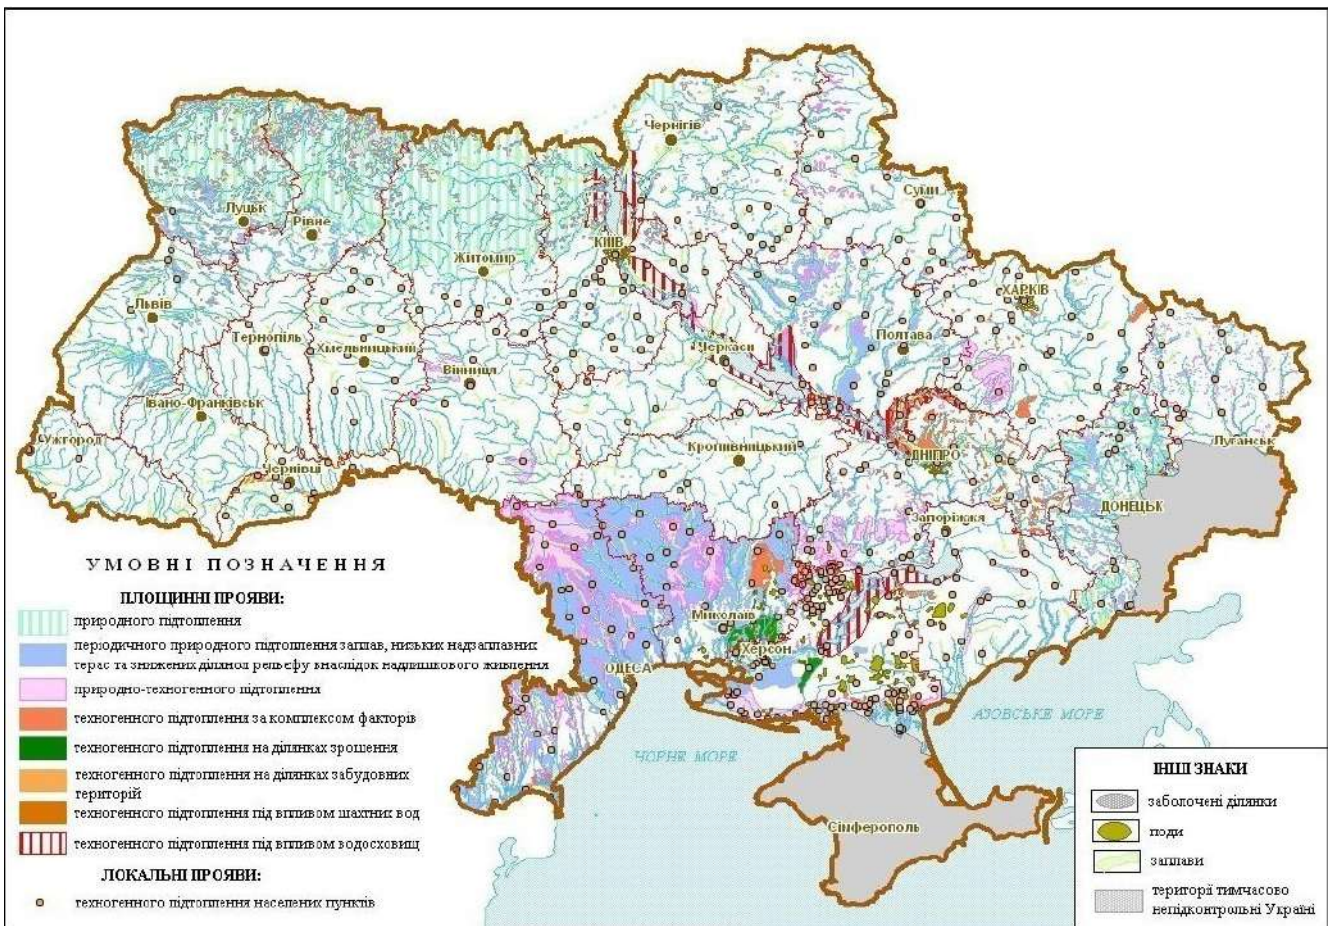 Чернігів
Суми
Луцьк
Рівне
КИЇВ
Житомир
ХАРКІВ
Львів
Тернопіль
Хмельницький
Черкаси
Полтава
Вінниця
Івано-Франківськ
Ужгород
Чернівці
Кропивницький
ДНІПРО
Луганськ
ДОНЕЦЬК
Запоріжжя
Миколаїв
Херсон
ОДЕСА
АЗОВСЬКЕ МОРЕ
ЧОРНЕ МОРЕ
Сімферополь
УМОВНІ ПОЗНАЧЕННЯ
ПЛОЩИННІ ПРОЯВИ:
природного підтоплення
періодичного природного підтоплення заплав, низьких надзаплавних
терас та знижених ділянок рельєфу внаслідок надлишкового живлення
природно-техногенного підтоплення
техногенного підтоплення за комплексом факторів
техногенного підтоплення на ділянках зрошення
техногенного підтоплення на ділянках забудовних
територій
техногенного підтоплення під впливом шахтних вод
техногенного підтоплення під впливом водосховищ
ЛОКАЛЬНІ ПРОЯВИ:
техногенного підтоплення населених пунктів
ІНШІ ЗНАКИ
заболочені ділянки
поди
заплави
території тимчасово
непідконтрольні Україні